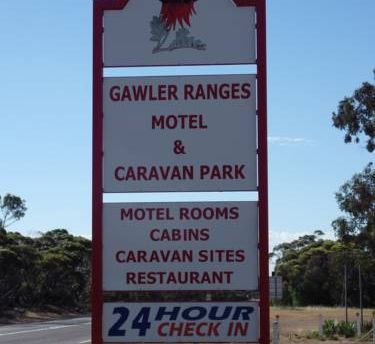 GAWLER RANGES
MOTEL
&
CARAVAN PARK
MOTEL ROOMS
CABINS
CARAVAN SITES
RESTAURANT
24 HOUR
CHECK IN